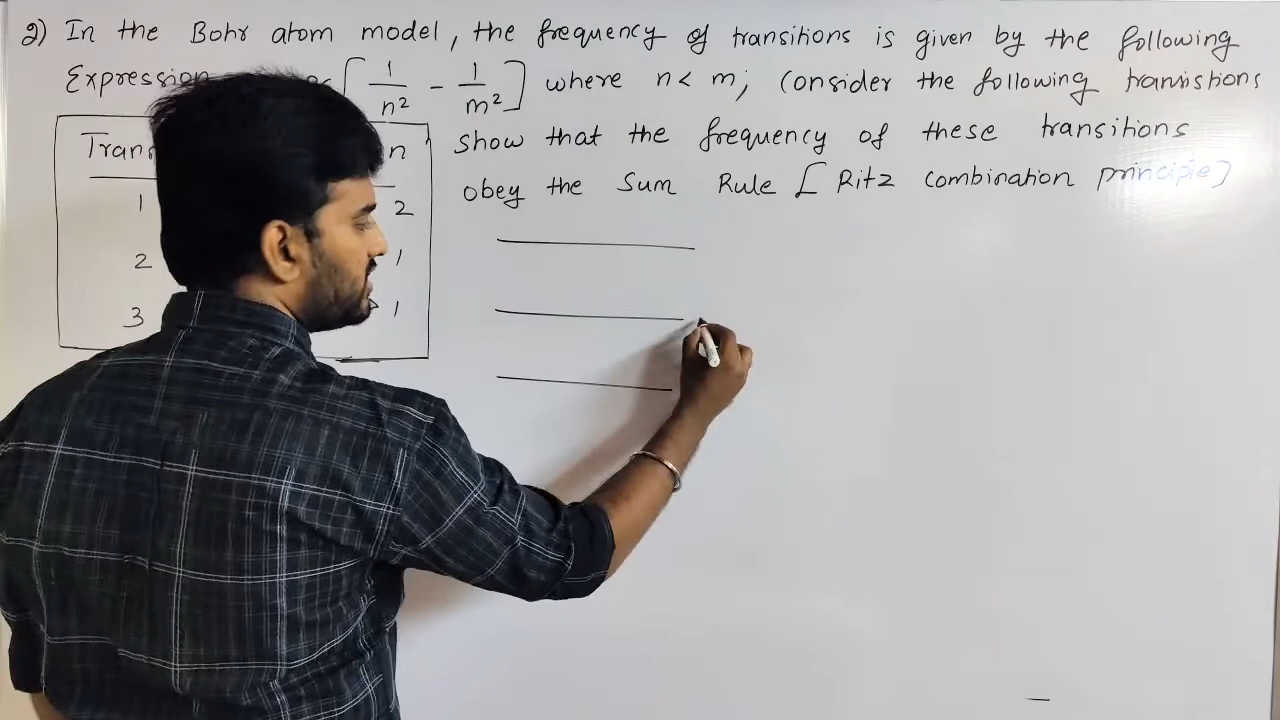 2) In the Bohr atom model, the frequency of transitions is given by the following
Expression [ 1/n² - 1/m² ] where n < m; Consider the following transistions
Show that the frequency of these transitions
obey the Sum Rule [ Ritz combination principle]
Tran n
1 2
2 1
3 → 1